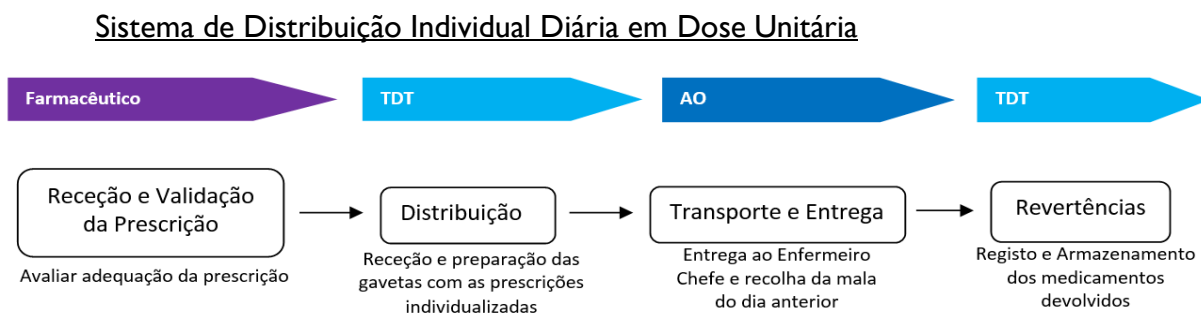 Sistema de Distribuição Individual Diária em Dose Unitária
Farmacêutico
TDT
AO
TDT
Receção e Validação
da Prescrição
Distribuição
Transporte e Entrega
Revertências
Avaliar adequação da prescrição
Receção e preparação das
gavetas com as prescrições
individualizadas
Entrega ao Enfermeiro
Chefe e recolha da mala
do dia anterior
Registo e Armazenamento
dos medicamentos
devolvidos